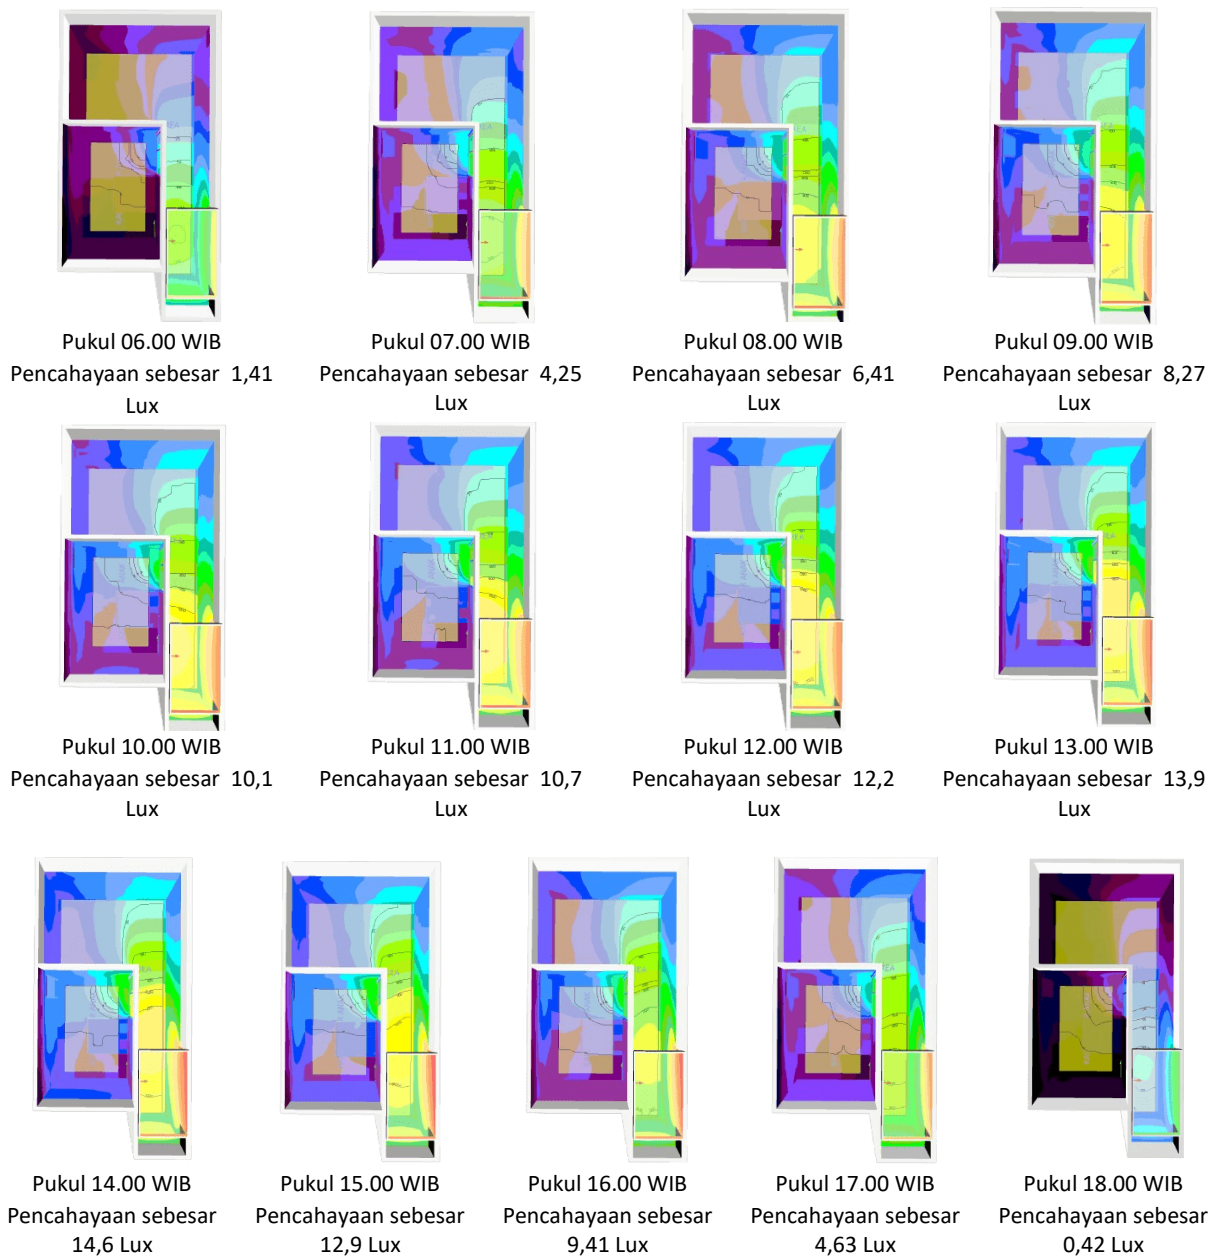 Pukul 06.00 WIB
Pencahayaan sebesar 1,41
Lux
Pukul 07.00 WIB
Pencahayaan sebesar 4,25
Lux
Pukul 08.00 WIB
Pencahayaan sebesar 6,41
Lux
Pukul 09.00 WIB
Pencahayaan sebesar 8,27
Lux
Pukul 10.00 WIB
Pencahayaan sebesar 10,1
Lux
Pukul 11.00 WIB
Pencahayaan sebesar 10,7
Lux
Pukul 12.00 WIB
Pencahayaan sebesar 12,2
Lux
Pukul 13.00 WIB
Pencahayaan sebesar 13,9
Lux
Pukul 14.00 WIB
Pencahayaan sebesar
14,6 Lux
Pukul 15.00 WIB
Pencahayaan sebesar
12,9 Lux
Pukul 16.00 WIB
Pencahayaan sebesar
9,41 Lux
Pukul 17.00 WIB
Pencahayaan sebesar
4,63 Lux
Pukul 18.00 WIB
Pencahayaan sebesar
0,42 Lux